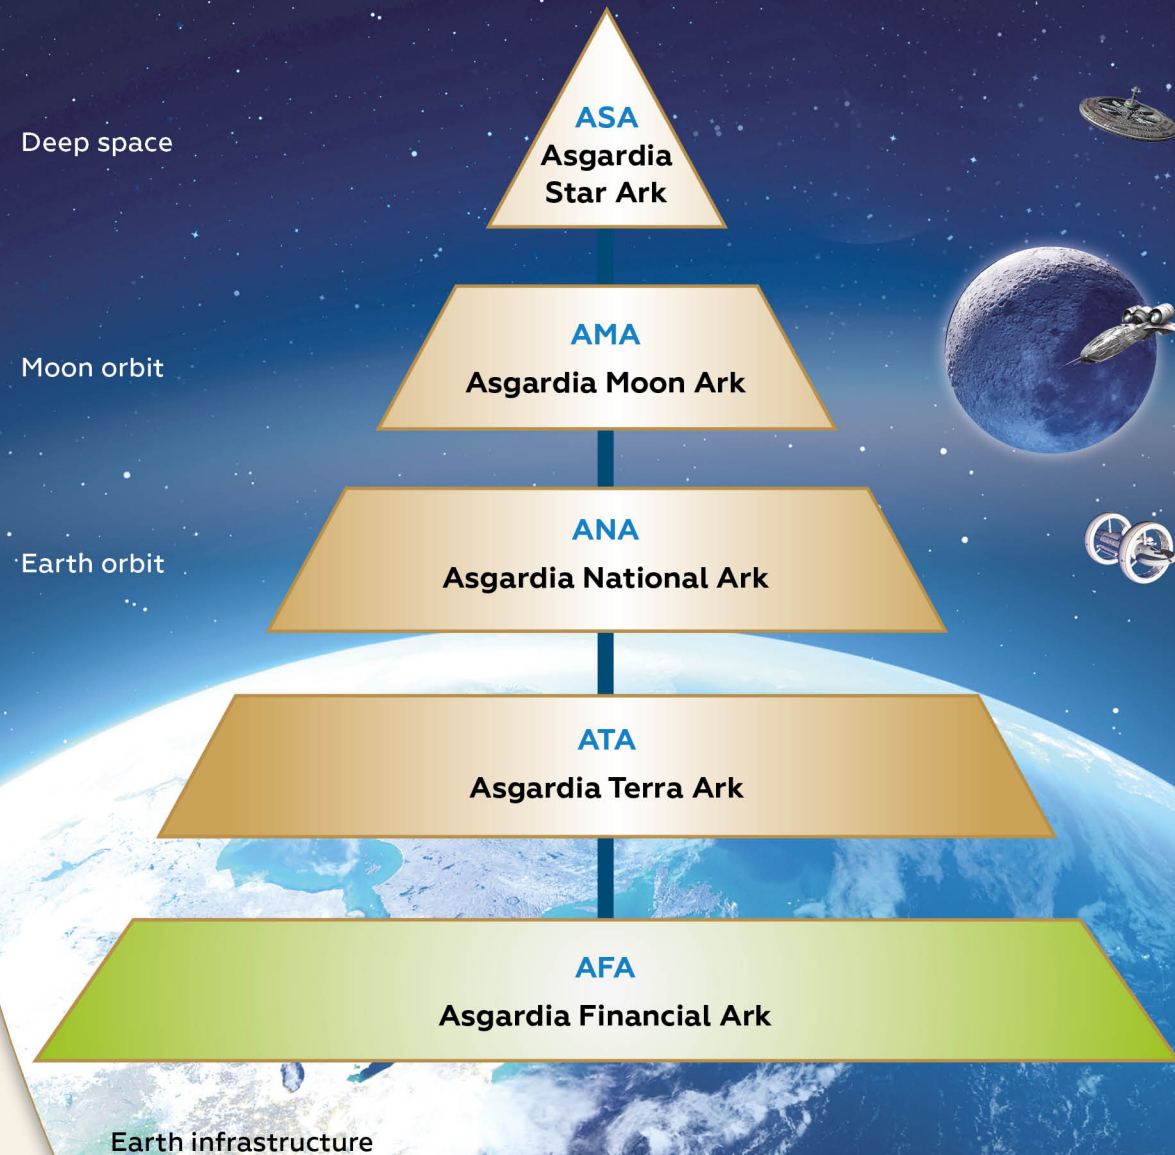 Deep space
ASA
Asgardia
Star Ark
Moon orbit
AMA
Asgardia Moon Ark
Earth orbit
ANA
Asgardia National Ark
ATA
Asgardia Terra Ark
AFA
Asgardia Financial Ark
Earth infrastructure